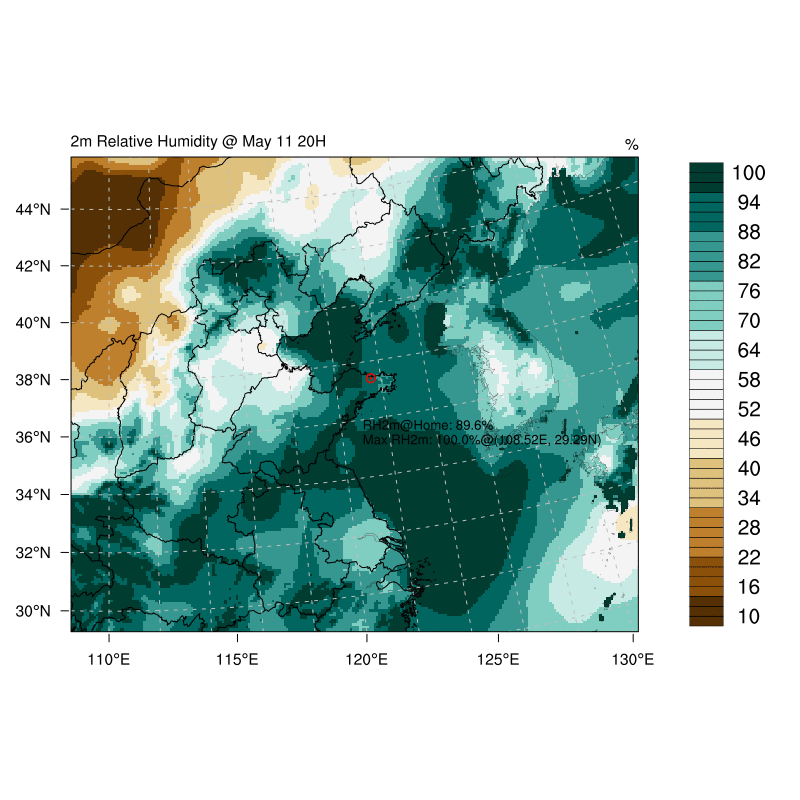 2m Relative Humidity @ May 11 20H
%
100
94
88
82
76
70
64
58
52
46
40
34
28
22
16
10
44°N
42°N
40°N
38°N
36°N
34°N
32°N
30°N
RH2m@Home: 89.6%
Max RH2m: 100.0%@(108.52E, 29.29N)
110°E 115°E 120°E 125°E 130°E